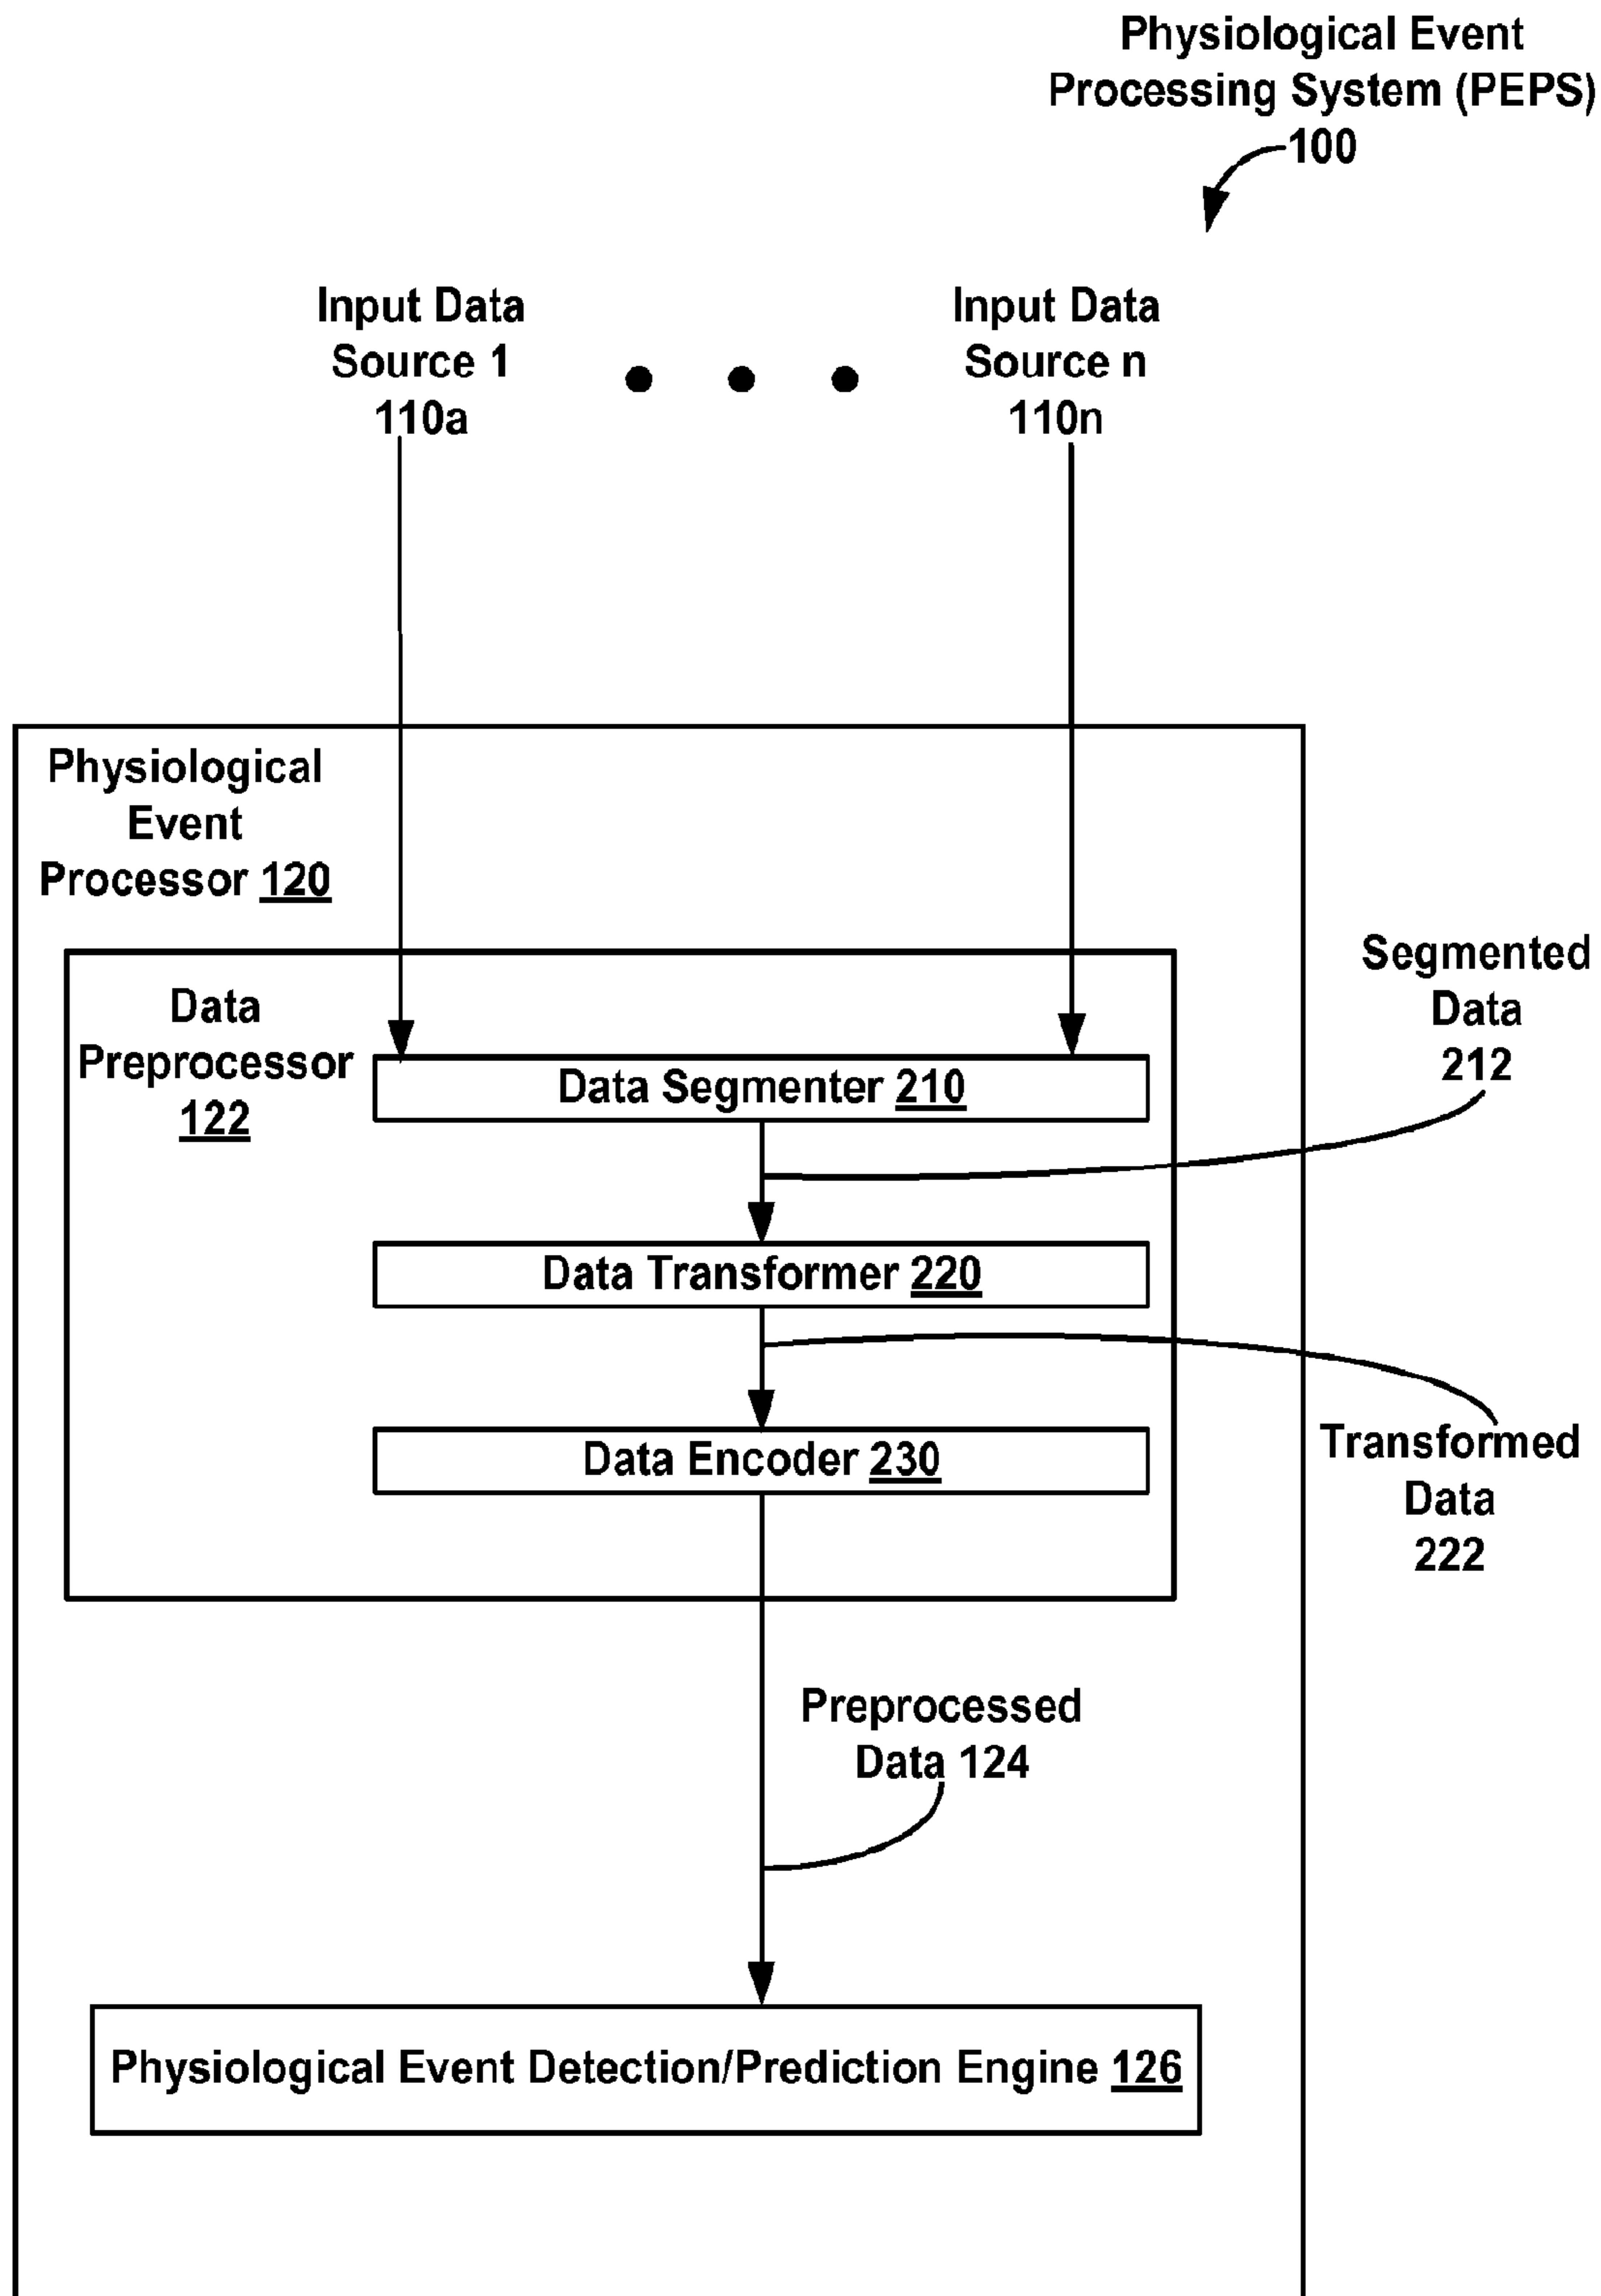 Physiological Event
Processing System (PEPS)
100
Input Data
Source 1
110a
Input Data
Source n
110n
Physiological
Event
Processor 120
Data
Preprocessor
122
Data Segmenter 210
Segmented
Data
212
Data Transformer 220
Data Encoder 230
Transformed
Data
222
Preprocessed
Data 124
Physiological Event Detection/Prediction Engine 126